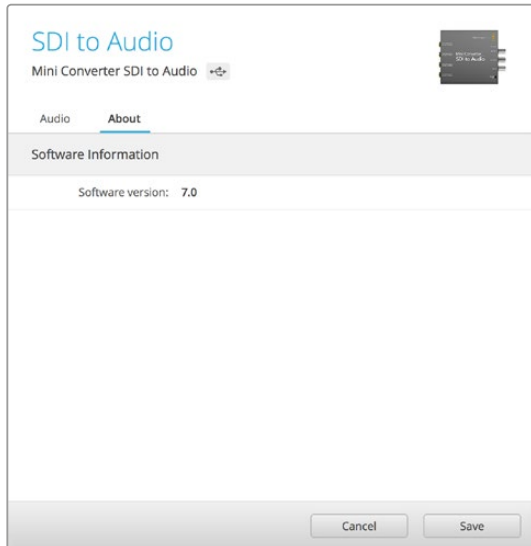 SDI to Audio
Mini Converter SDI to Audio
Audio About
Software Information
Software version: 7.0
Cancel Save